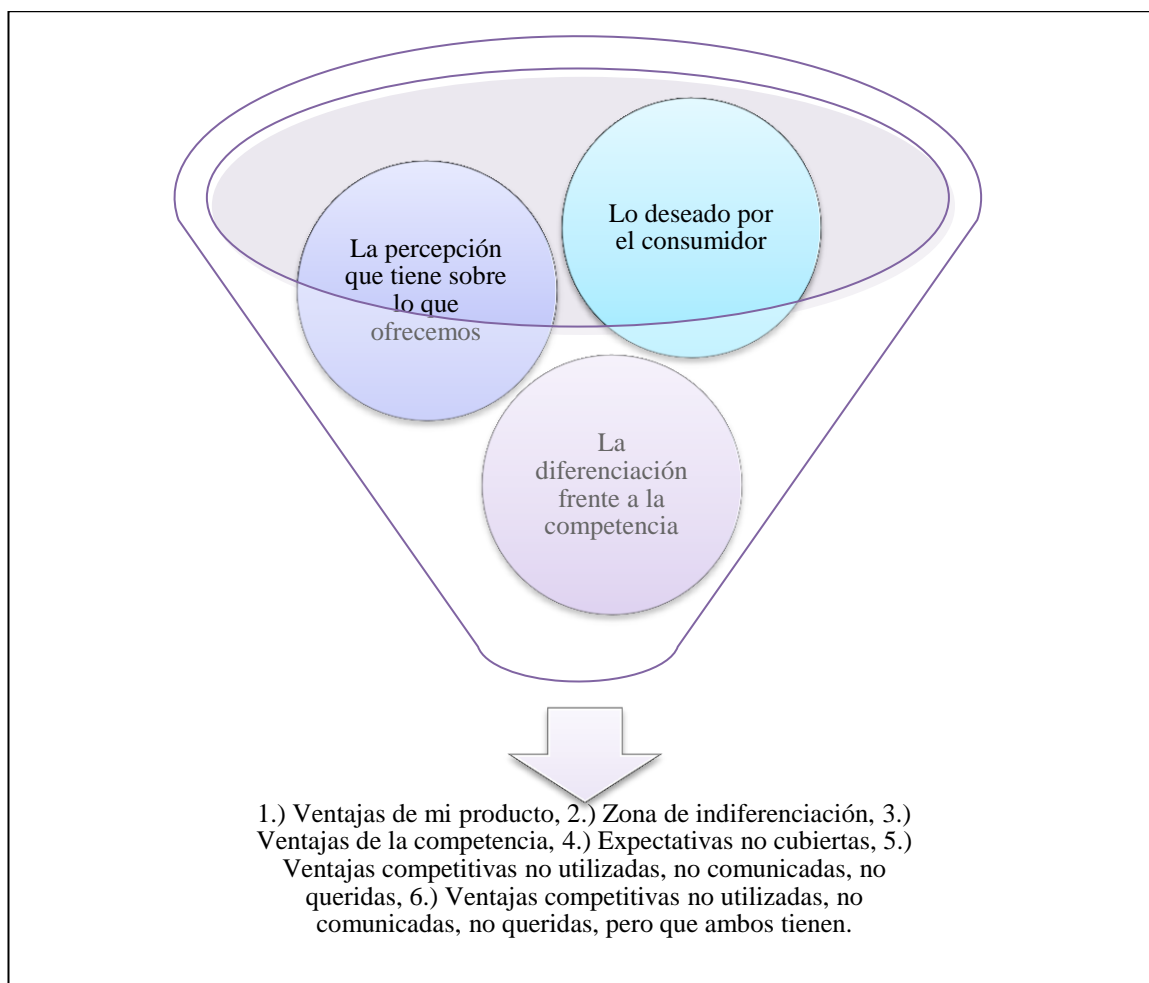 La percepción
que tiene sobre
lo que
ofrecemos
Lo deseado por
el consumidor
La
diferenciación
frente a la
competencia
1.) Ventajas de mi producto, 2.) Zona de indiferenciación, 3.)
Ventajas de la competencia, 4.) Expectativas no cubiertas, 5.)
Ventajas competitivas no utilizadas, no comunicadas, no
queridas, 6.) Ventajas competitivas no utilizadas, no
comunicadas, no queridas, pero que ambos tienen.